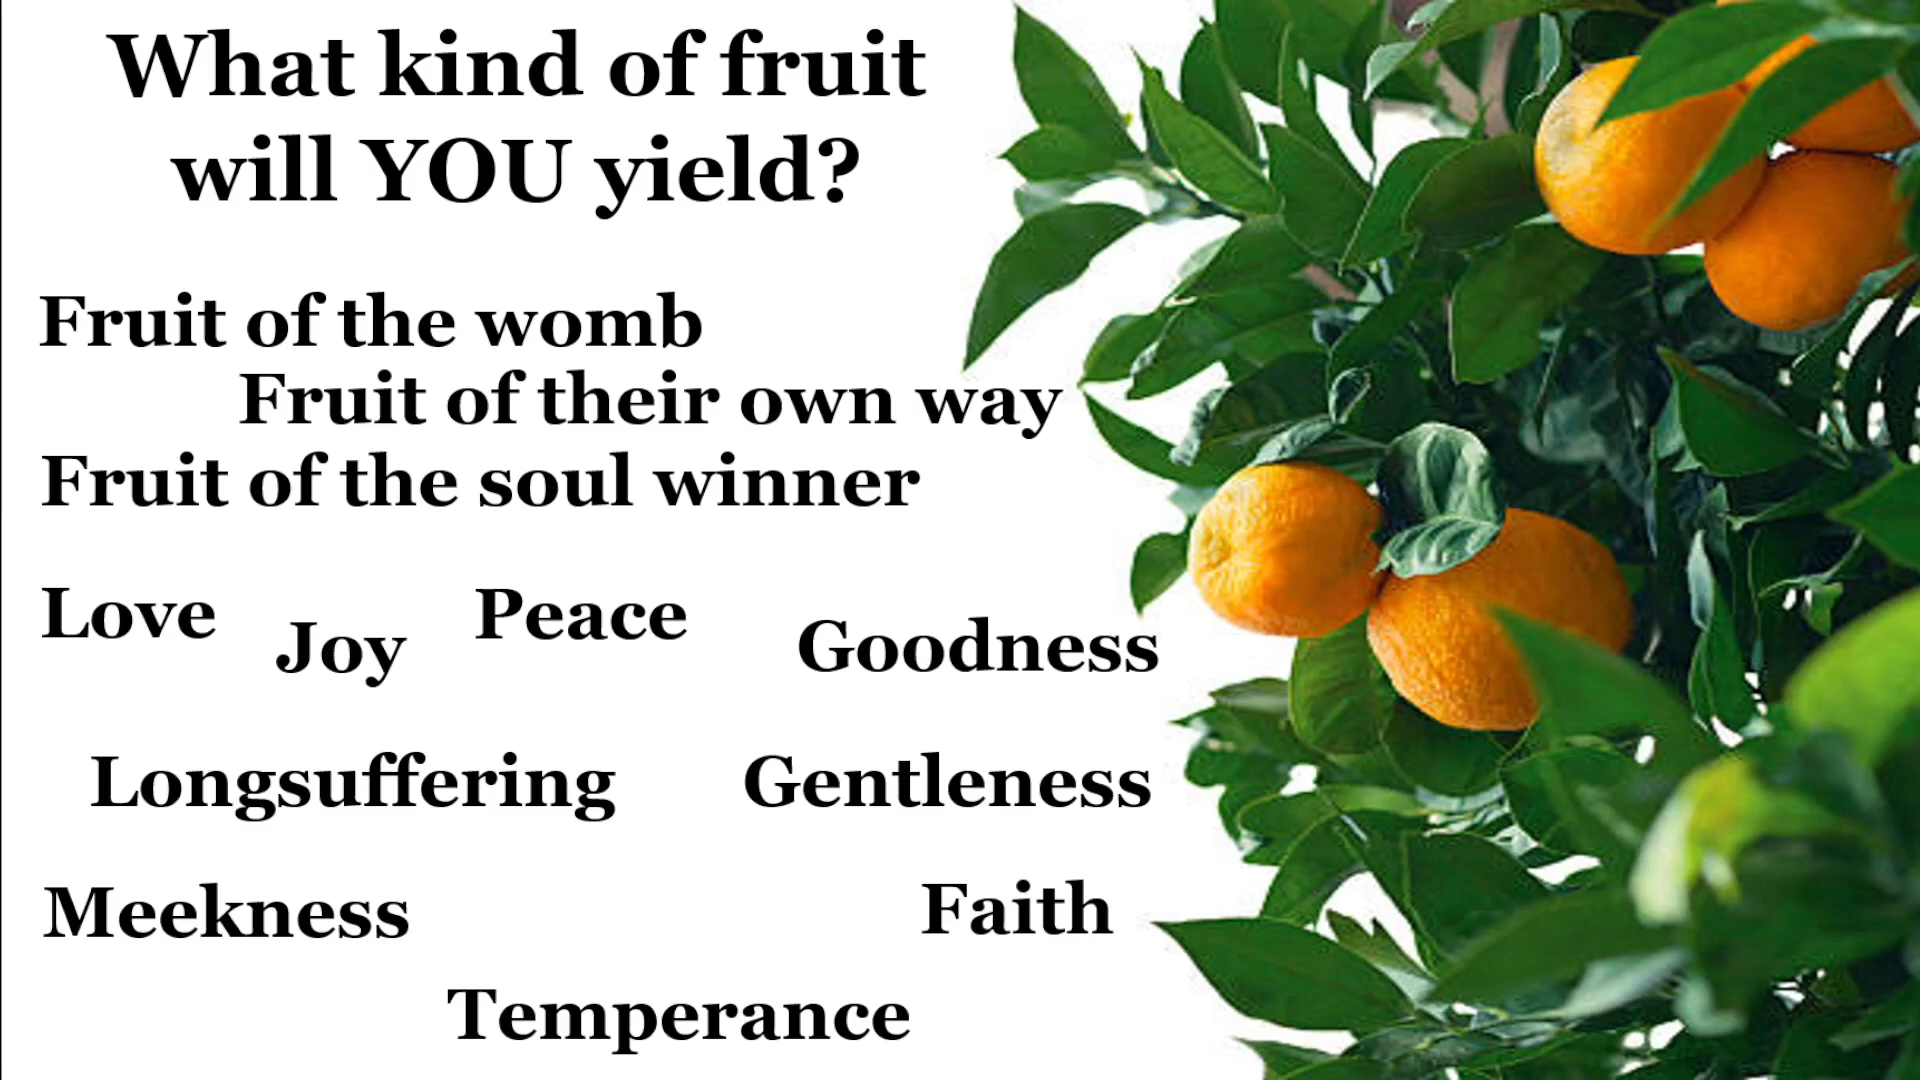 What kind of fruit
will YOU yield?
Fruit of the womb
Fruit of their own way
Fruit of the soul winner
Love Joy Peace Goodness
Longsuffering Gentleness
Meekness Faith
Temperance